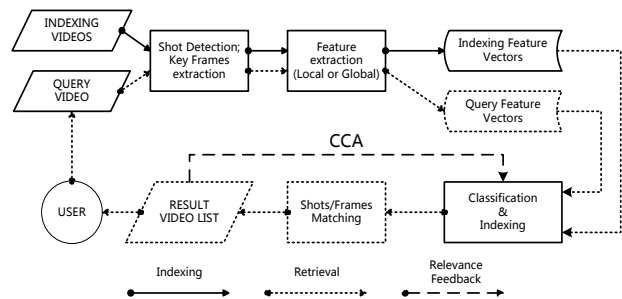 INDEXING
VIDEOS
Shot Detection;
Key Frames
extraction
Feature
extraction
(Local or Global)
Indexing Feature
Vectors
QUERY
VIDEO
Query Feature
Vectors
CCA
USER
RESULT
VIDEO LIST
Shots/Frames
Matching
Classification
&
Indexing
Indexing
Retrieval
Relevance
Feedback